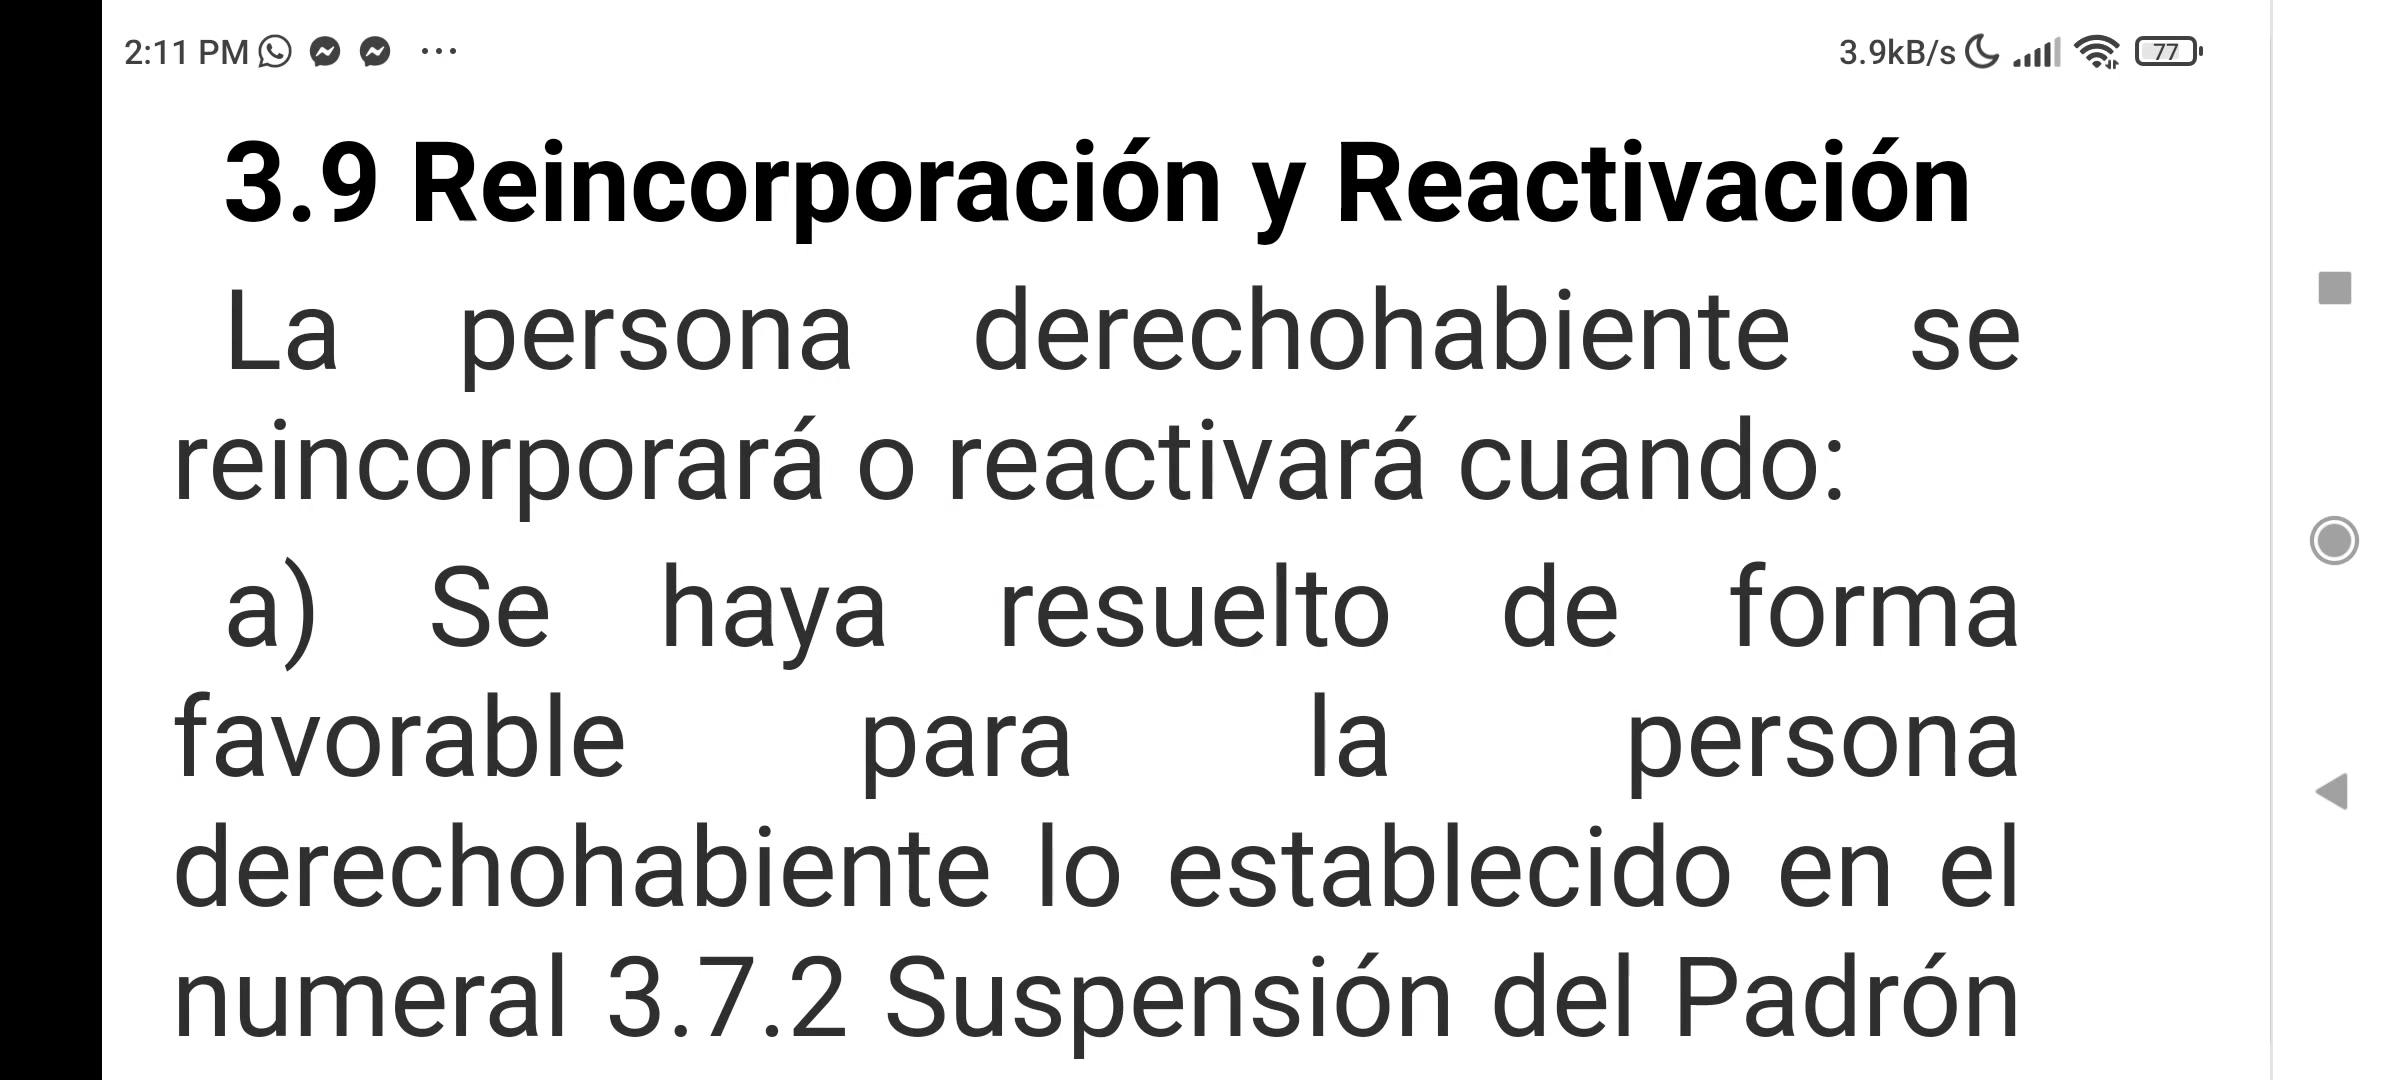 2:11 PM
3.9kB/s
77
3.9 Reincorporación y Reactivación
La persona derechohabiente se
reincorporará o reactivará cuando:
a) Se haya resuelto de forma
favorable para la persona
derechohabiente lo establecido en el
numeral 3.7.2 Suspensión del Padrón